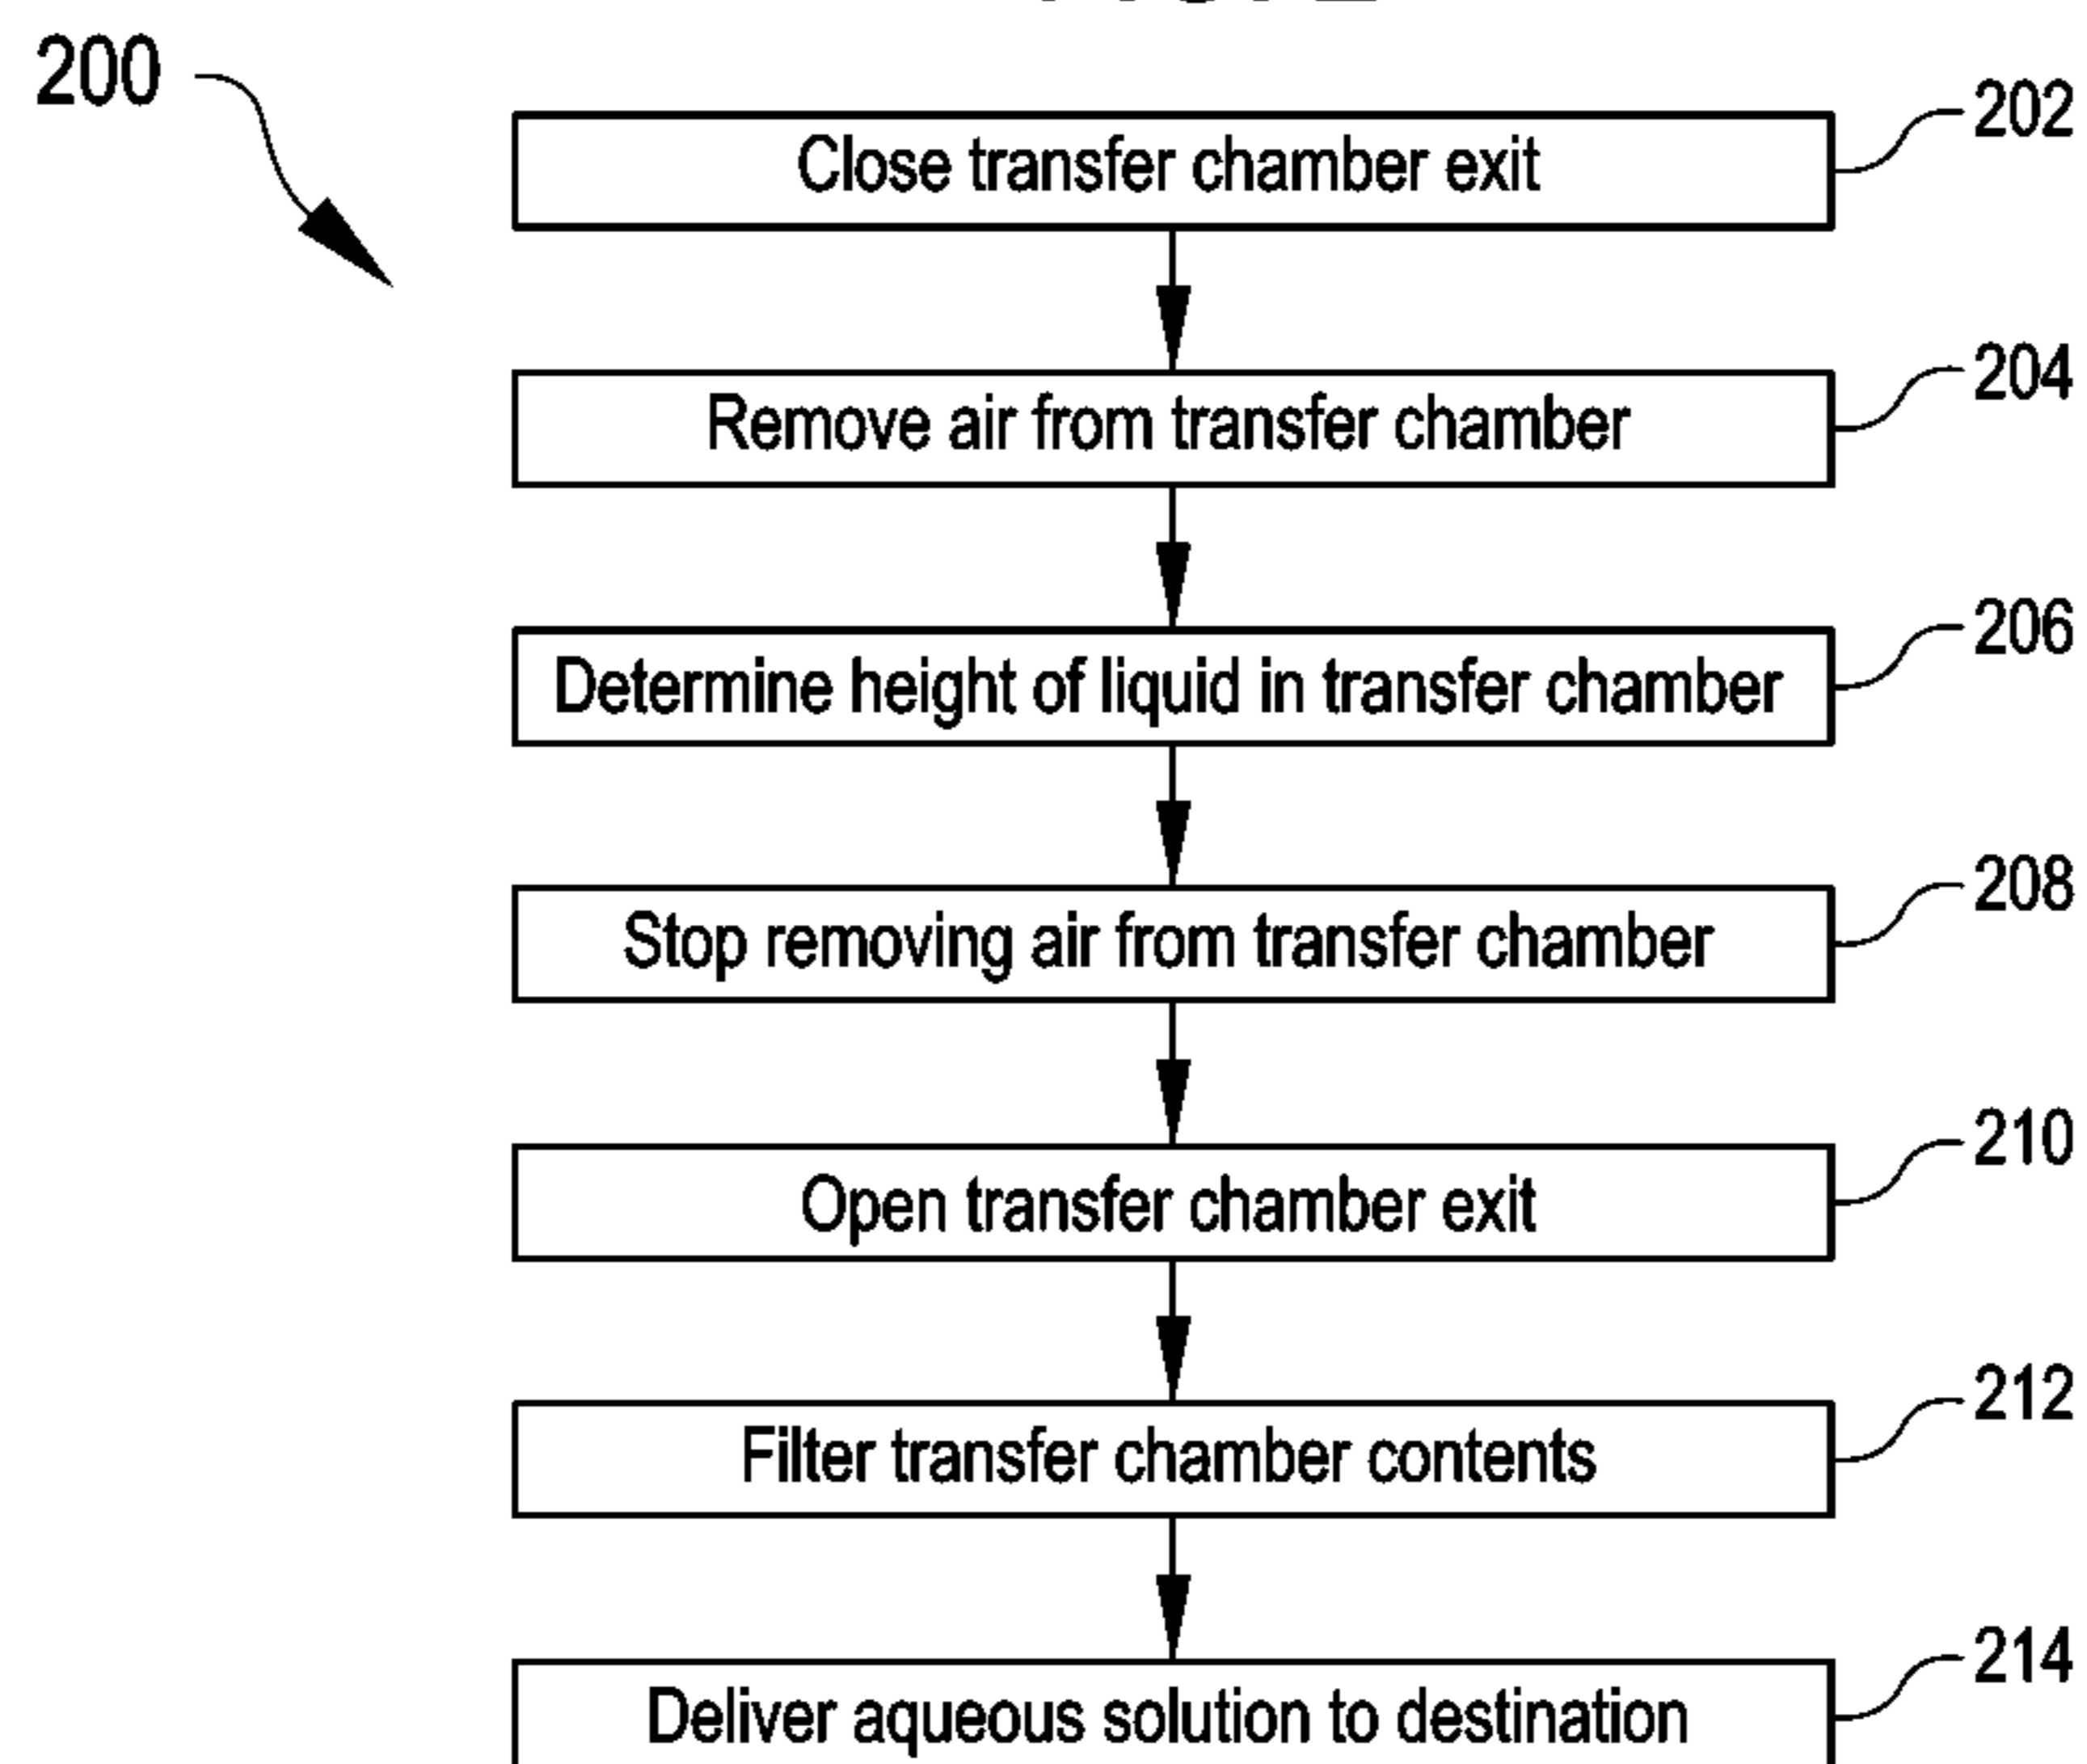 200
Close transfer chamber exit
202
Remove air from transfer chamber
204
Determine height of liquid in transfer chamber
206
Stop removing air from transfer chamber
208
Open transfer chamber exit
210
Filter transfer chamber contents
212
Deliver aqueous solution to destination
214